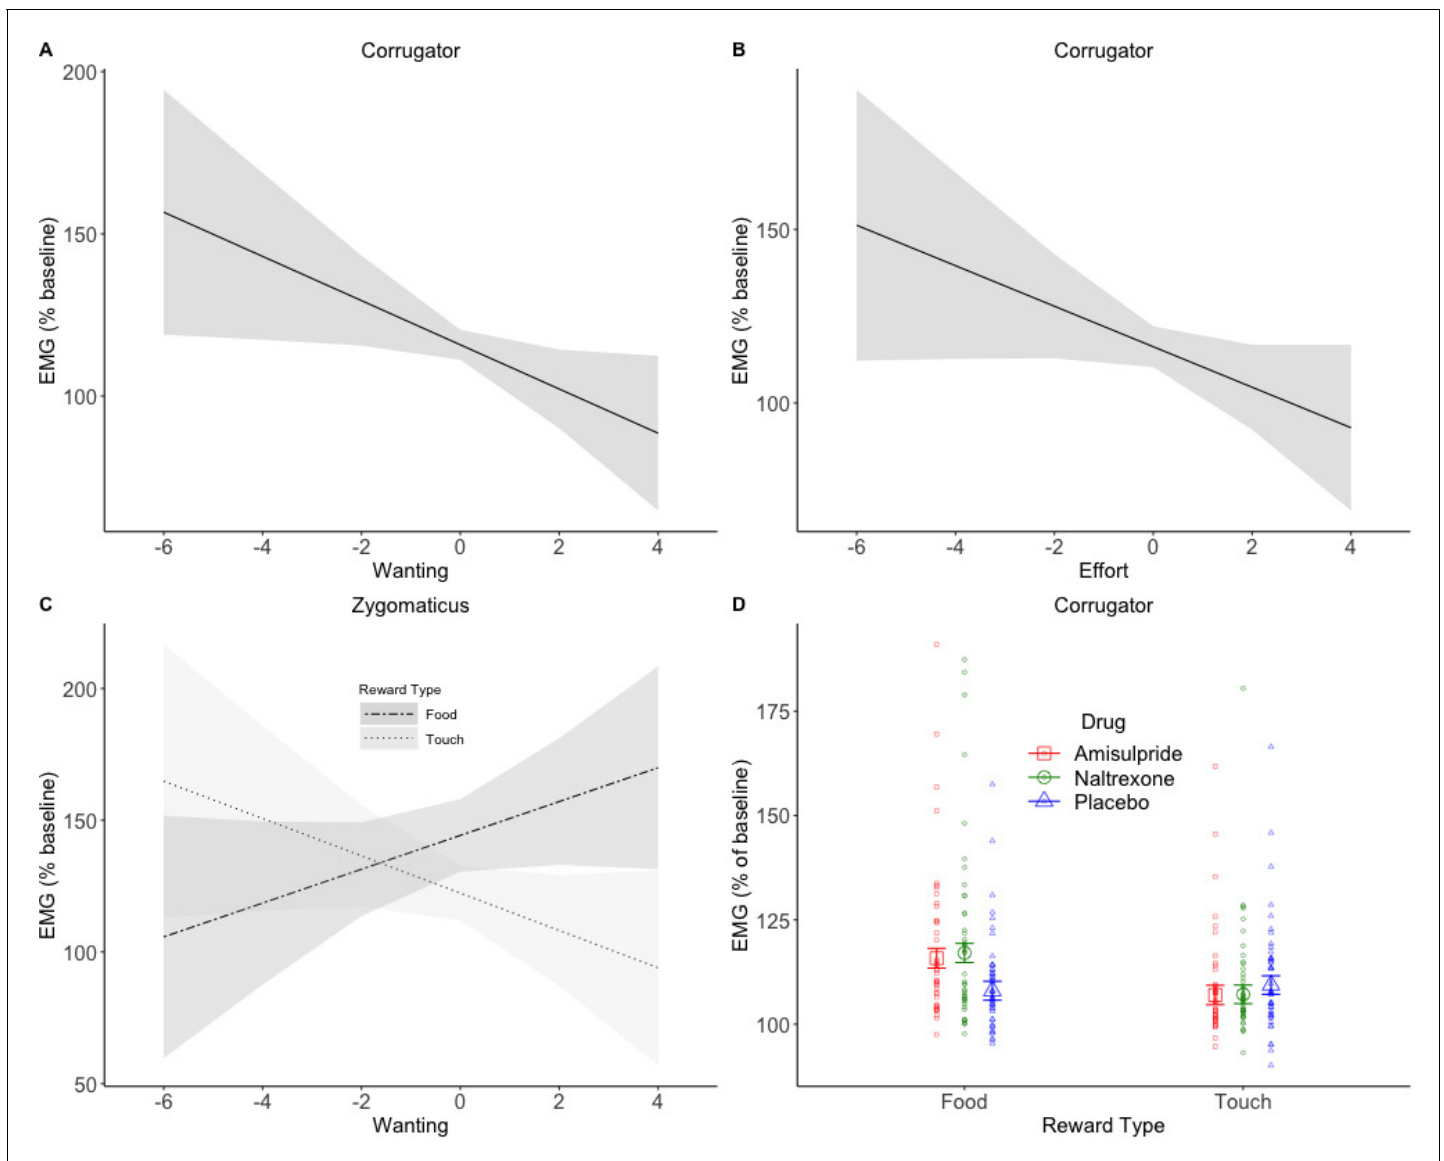 A
Corrugator
200
150
100
EMG (% baseline)
-6 -4 -2 0 2 4
Wanting
B
Corrugator
150
100
EMG (% baseline)
-6 -4 -2 0 2 4
Effort
C
Zygomaticus
200
150
100
50
EMG (% baseline)
Reward Type
Food
Touch
-6 -4 -2 0 2 4
Wanting
D
Corrugator
175
150
125
100
EMG (% of baseline)
Drug
Amisulpride
Naltrexone
Placebo
Food Touch
Reward Type